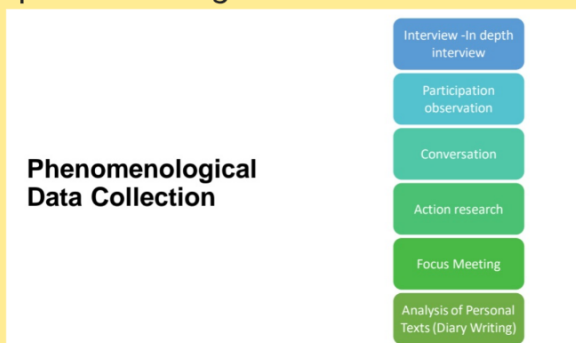 Phenomenological
Data Collection
Interview -In depth
interview
Participation
observation
Conversation
Action research
Focus Meeting
Analysis of Personal
Texts (Diary Writing)